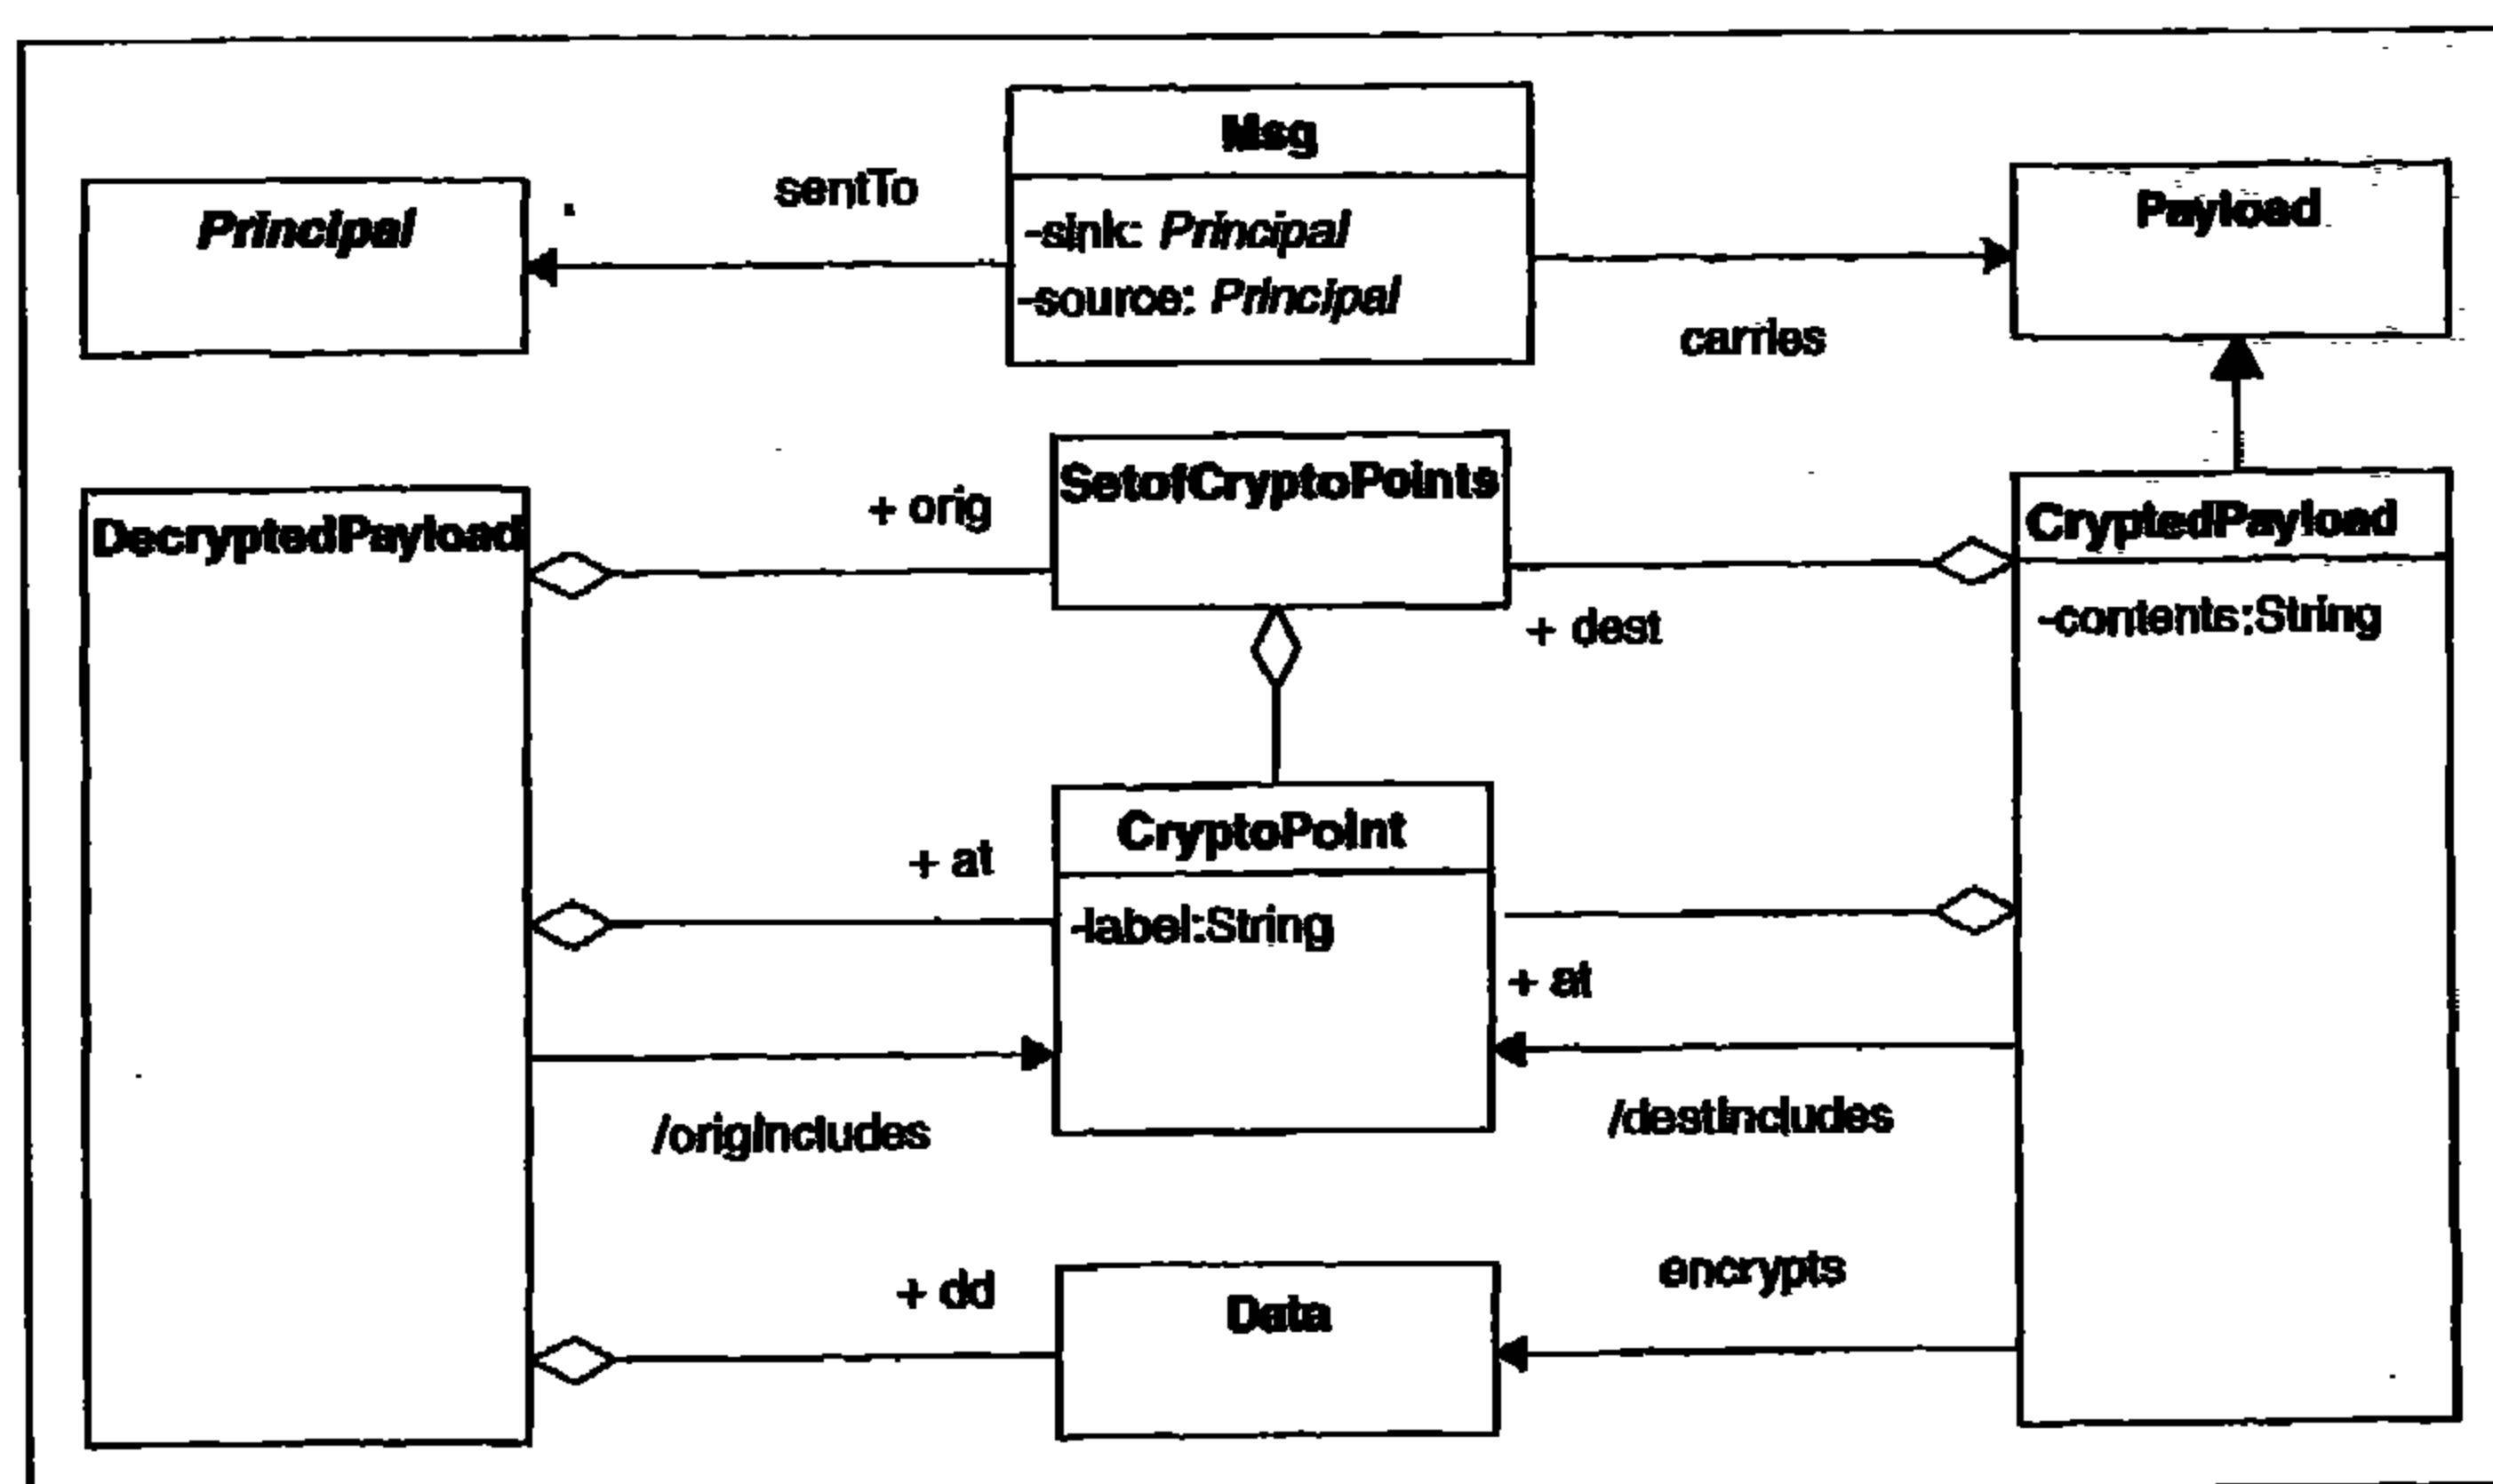 Msg
sentTo
Principal
-sink: Principal
-source: Principal
Payload
carries
SetofCryptoPoints
+ orig
DecryptedPayload
CryptedPayload
+ dest
-contents:String
CryptoPoint
+ at
-label:String
+ at
/origIncludes
/destIncludes
encrypts
+ dd
Data